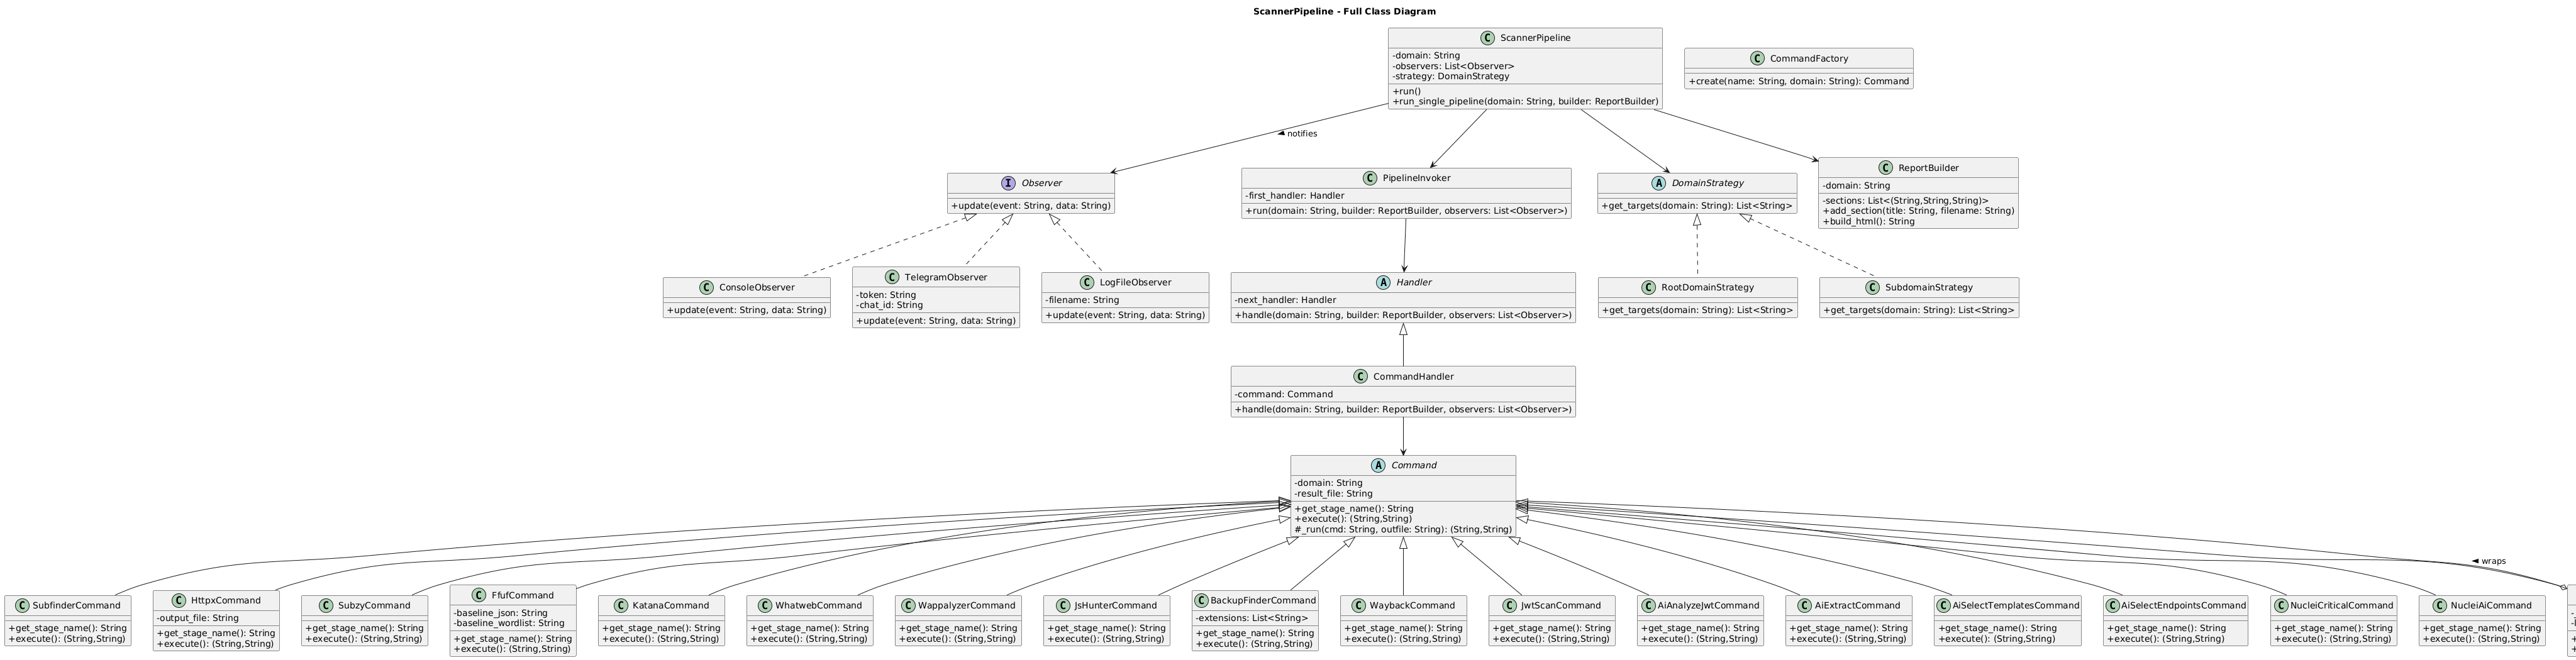 ScannerPipeline - Full Class Diagram
C ScannerPipeline
-domain: String
-observers: List<Observer>
-strategy: DomainStrategy
+run()
+run_single_pipeline(domain: String, builder: ReportBuilder)
C CommandFactory
+create(name: String, domain: String): Command
notifies
I Observer
+update(event: String, data: String)
C PipelineInvoker
-first_handler: Handler
+run(domain: String, builder: ReportBuilder, observers: List<Observer>)
A DomainStrategy
+get_targets(domain: String): List<String>
C ReportBuilder
-domain: String
-sections: List<(String,String,String)>
+add_section(title: String, filename: String)
+build_html(): String
C ConsoleObserver
+update(event: String, data: String)
C TelegramObserver
-token: String
-chat_id: String
+update(event: String, data: String)
C LogFileObserver
-filename: String
+update(event: String, data: String)
A Handler
-next_handler: Handler
+handle(domain: String, builder: ReportBuilder, observers: List<Observer>)
C RootDomainStrategy
+get_targets(domain: String): List<String>
C SubdomainStrategy
+get_targets(domain: String): List<String>
C CommandHandler
-command: Command
+handle(domain: String, builder: ReportBuilder, observers: List<Observer>)
A Command
-domain: String
-result_file: String
+get_stage_name(): String
+execute(): (String,String)
#_run(cmd: String, outfile: String): (String,String)
wraps
C SubfinderCommand
+get_stage_name(): String
+execute(): (String,String)
C HttpxCommand
-output_file: String
+get_stage_name(): String
+execute(): (String,String)
C SubzyCommand
+get_stage_name(): String
+execute(): (String,String)
C FfufCommand
-baseline_json: String
-baseline_wordlist: String
+get_stage_name(): String
+execute(): (String,String)
C KatanaCommand
+get_stage_name(): String
+execute(): (String,String)
C WhatwebCommand
+get_stage_name(): String
+execute(): (String,String)
C WappalyzerCommand
+get_stage_name(): String
+execute(): (String,String)
C JsHunterCommand
+get_stage_name(): String
+execute(): (String,String)
C BackupFinderCommand
-extensions: List<String>
+get_stage_name(): String
+execute(): (String,String)
C WaybackCommand
+get_stage_name(): String
+execute(): (String,String)
C JwtScanCommand
+get_stage_name(): String
+execute(): (String,String)
C AiAnalyzeJwtCommand
+get_stage_name(): String
+execute(): (String,String)
C AiExtractCommand
+get_stage_name(): String
+execute(): (String,String)
C AiSelectTemplatesCommand
+get_stage_name(): String
+execute(): (String,String)
C AiSelectEndpointsCommand
+get_stage_name(): String
+execute(): (String,String)
C NucleiCriticalCommand
+get_stage_name(): String
+execute(): (String,String)
C NucleiAiCommand
+get_stage_name(): String
+execute(): (String,String)